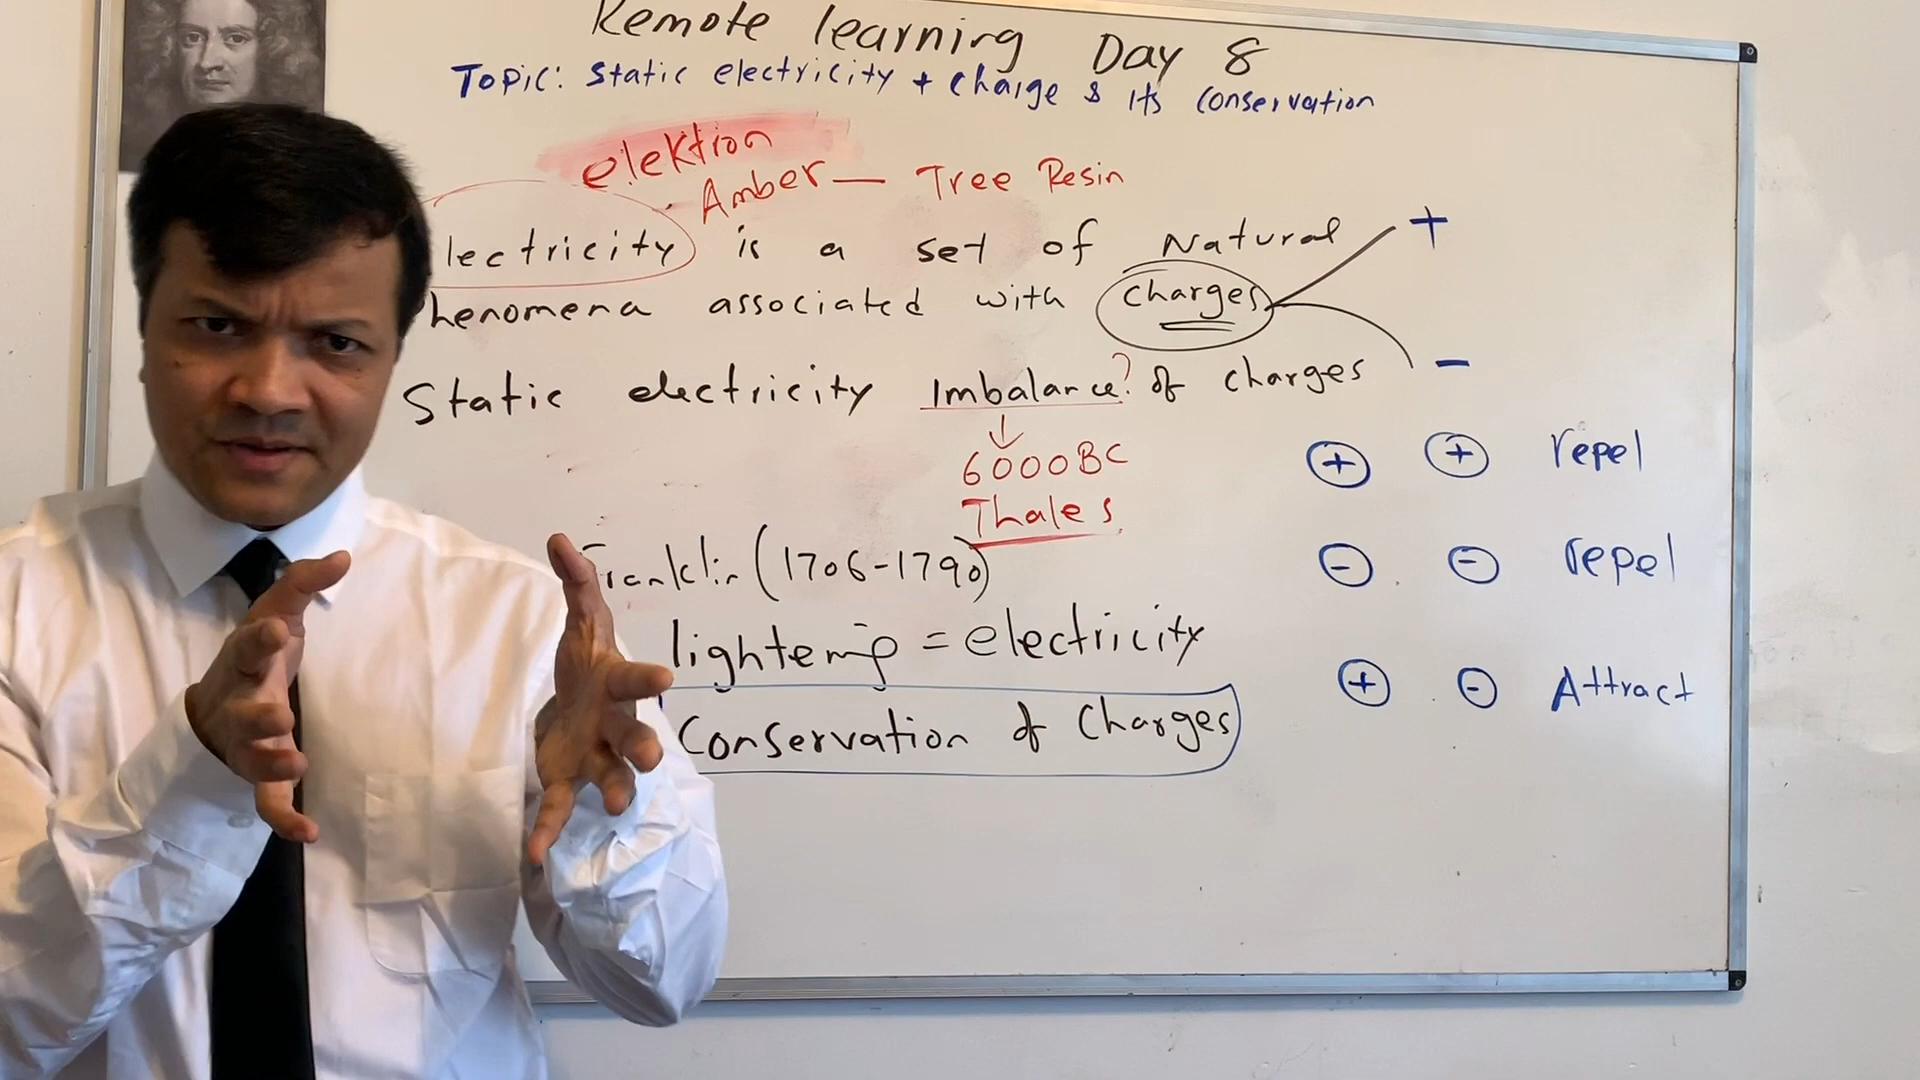 Remote learning Day 8
Topic: Static electricity + Charge & Its Conservation
elektron
Amber — Tree Resin
lectricity is a set of Natural
henomena associated with Charges
+
-
Static electricity Imbalance? of charges
↓
6000BC
Thales
Franklin (1706-1790)
= electricity
Conservation of Charges
+ + repel
- - repel
+ - Attract